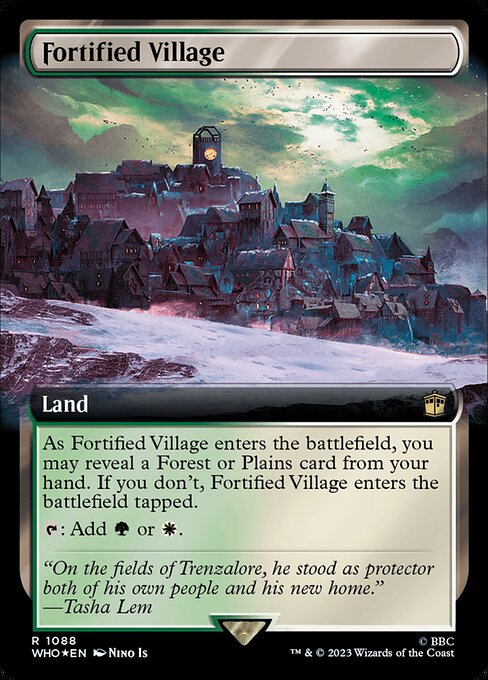 Fortified Village
Land
As Fortified Village enters the battlefield, you
may reveal a Forest or Plains card from your
hand. If you don't, Fortified Village enters the
battlefield tapped.
: Add or .
“On the fields of Trenzalore, he stood as protector
both of his own people and his new home.”
—Tasha Lem
R 1088
WHO★EN Nino Is
© BBC
™ & © 2023 Wizards of the Coast